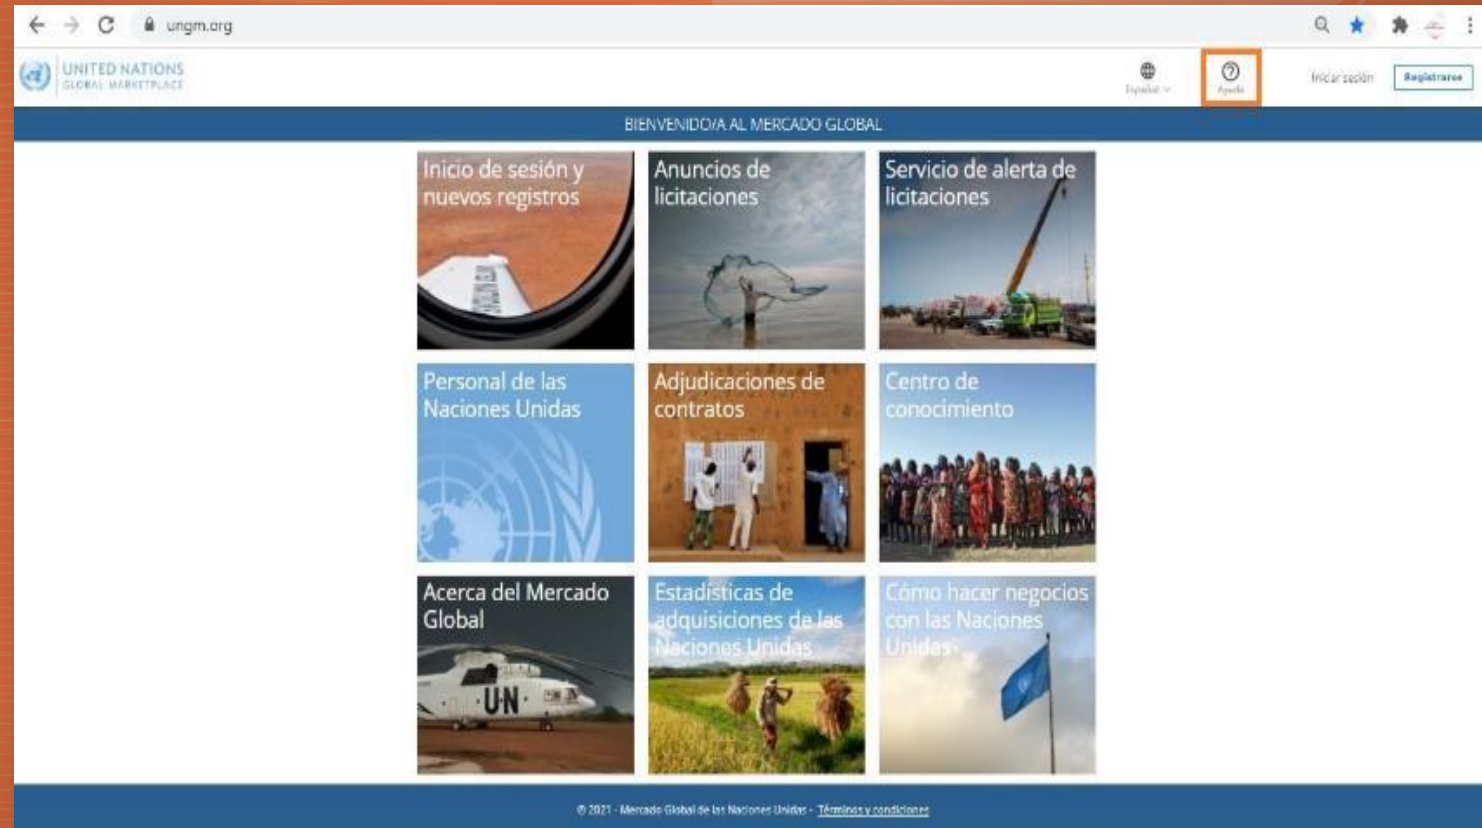 ungm.org
UNITED NATIONS
GLOBAL MARKETPLACE
Español
Ayuda
Iniciar sesión
Registrarse
BIENVENIDO/A AL MERCADO GLOBAL
Inicio de sesión y
nuevos registros
Anuncios de
licitaciones
Servicio de alerta de
licitaciones
Personal de las
Naciones Unidas
Adjudicaciones de
contratos
Centro de
conocimiento
Acerca del Mercado
Global
UN
Estadísticas de
adquisiciones de las
Naciones Unidas
Cómo hacer negocios
con las Naciones
Unidas
© 2021 - Mercado Global de las Naciones Unidas - Términos y condiciones